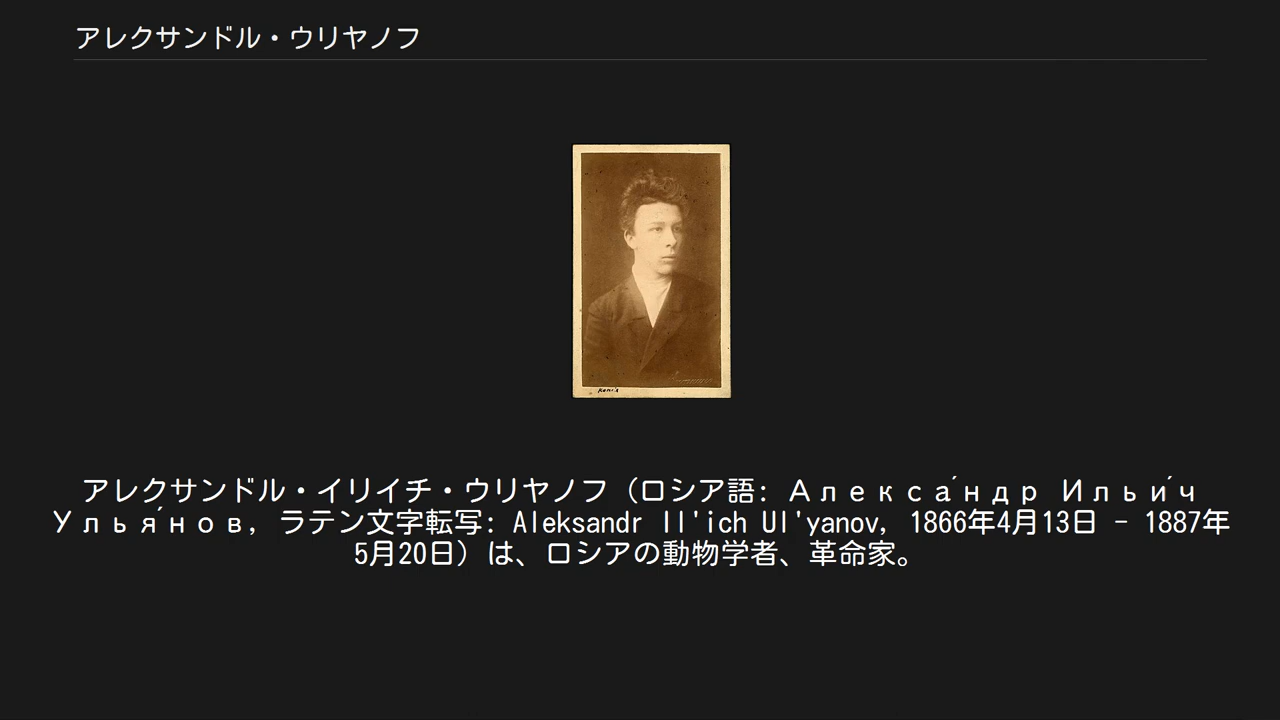 アレクサンドル・ウリヤノフ
アレクサンドル・イリイチ・ウリヤノフ（ロシア語: Алекса́ндр Ильи́ч
Улья́нов, ラテン文字転写: Aleksandr Il'ich Ul'yanov, 1866年4月13日 - 1887年
5月20日）は、ロシアの動物学者、革命家。